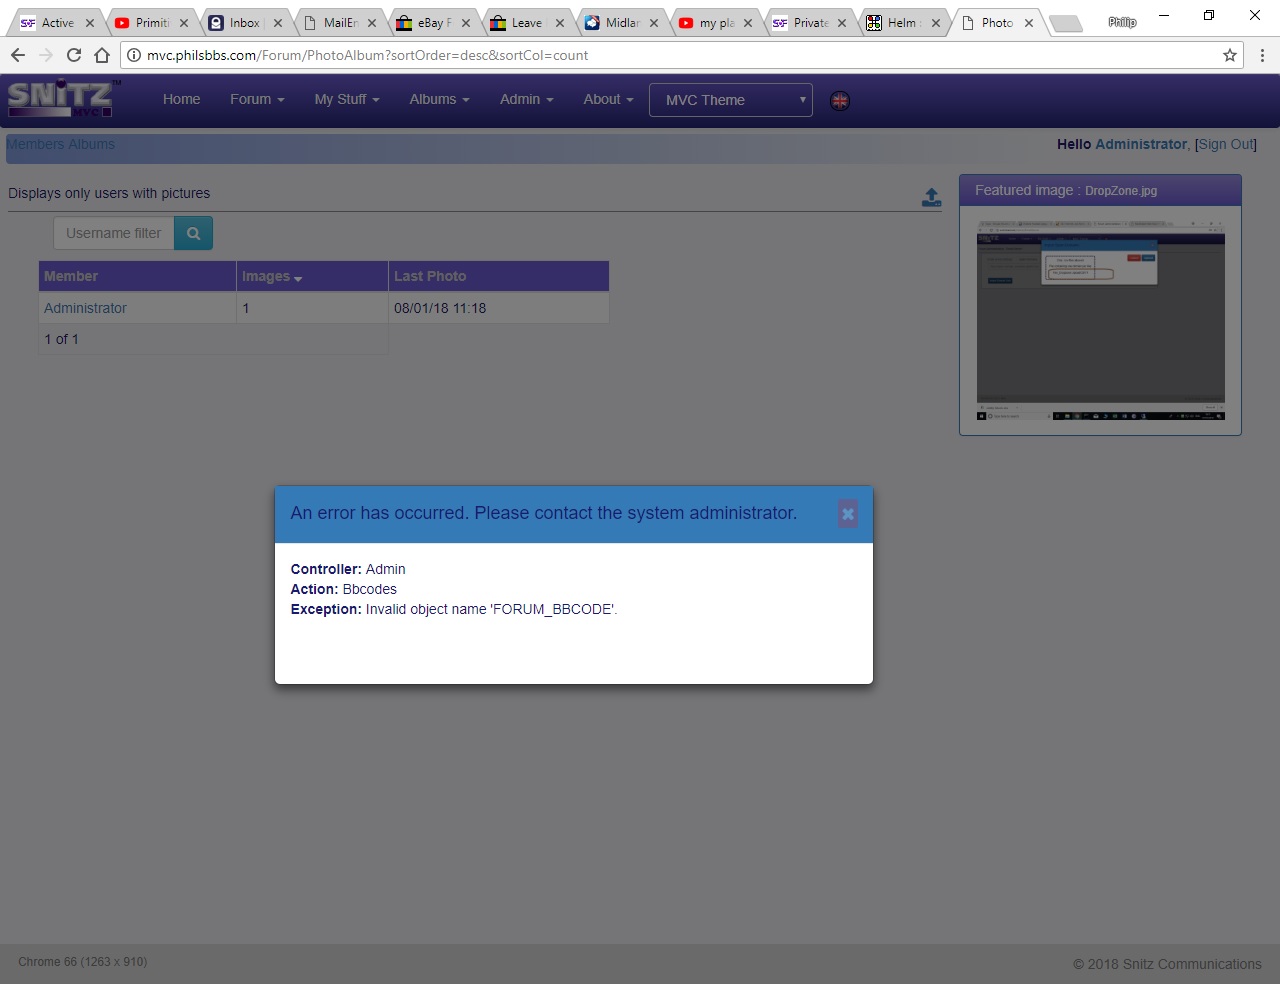 Active
Primiti
Inbox
MailEn
eBay F
Leave
Midlar
my pla
Private
Helm :
Photo
Philip
mvc.philsbbs.com/Forum/PhotoAlbum?sortOrder=desc&sortCol=count
SNiTZ™
MVC
Home
Forum
My Stuff
Albums
Admin
About
MVC Theme
Members Albums
Hello Administrator, [Sign Out]
Displays only users with pictures
Featured image : DropZone.jpg
Username filter
Member Images Last Photo
Administrator 1 08/01/18 11:18
1 of 1
An error has occurred. Please contact the system administrator.
Controller: Admin
Action: Bbcodes
Exception: Invalid object name 'FORUM_BBCODE'.
Chrome 66 (1263 x 910)
© 2018 Snitz Communications